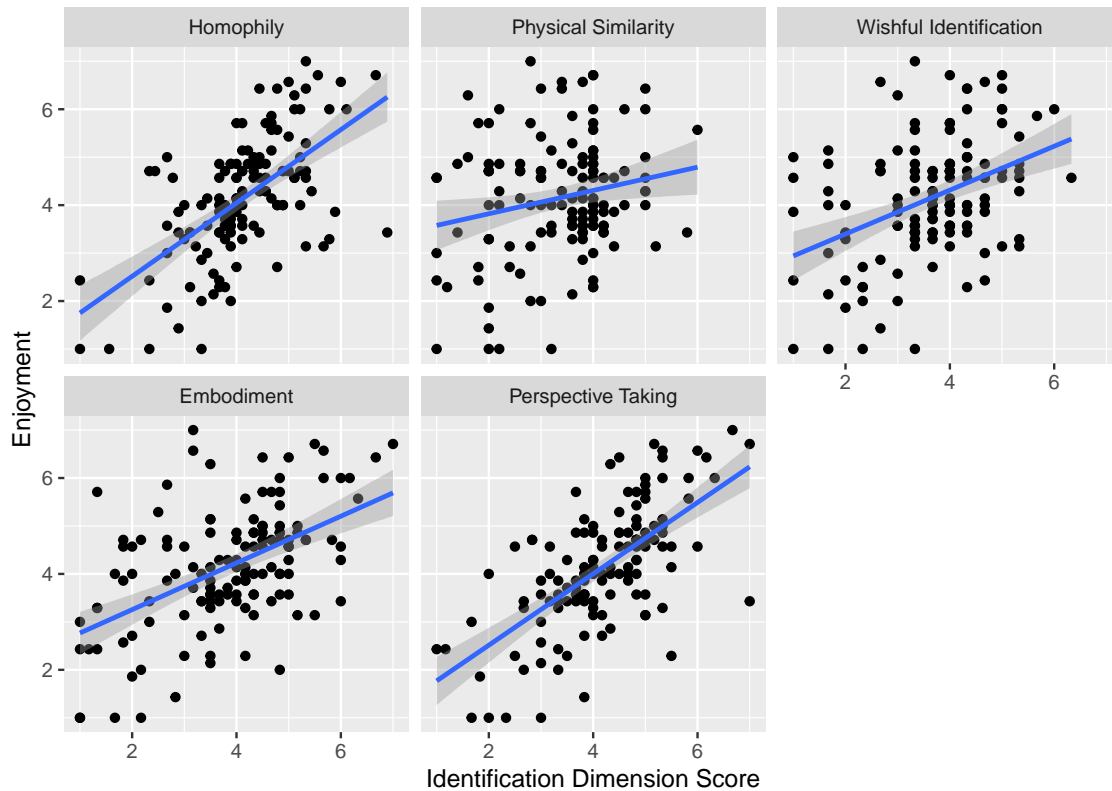 Homophily
Physical Similarity
Wishful Identification
6
4
2
2
4
6
Embodiment
Perspective Taking
6
4
2
2
4
6
2
4
6
Enjoyment
Identification Dimension Score